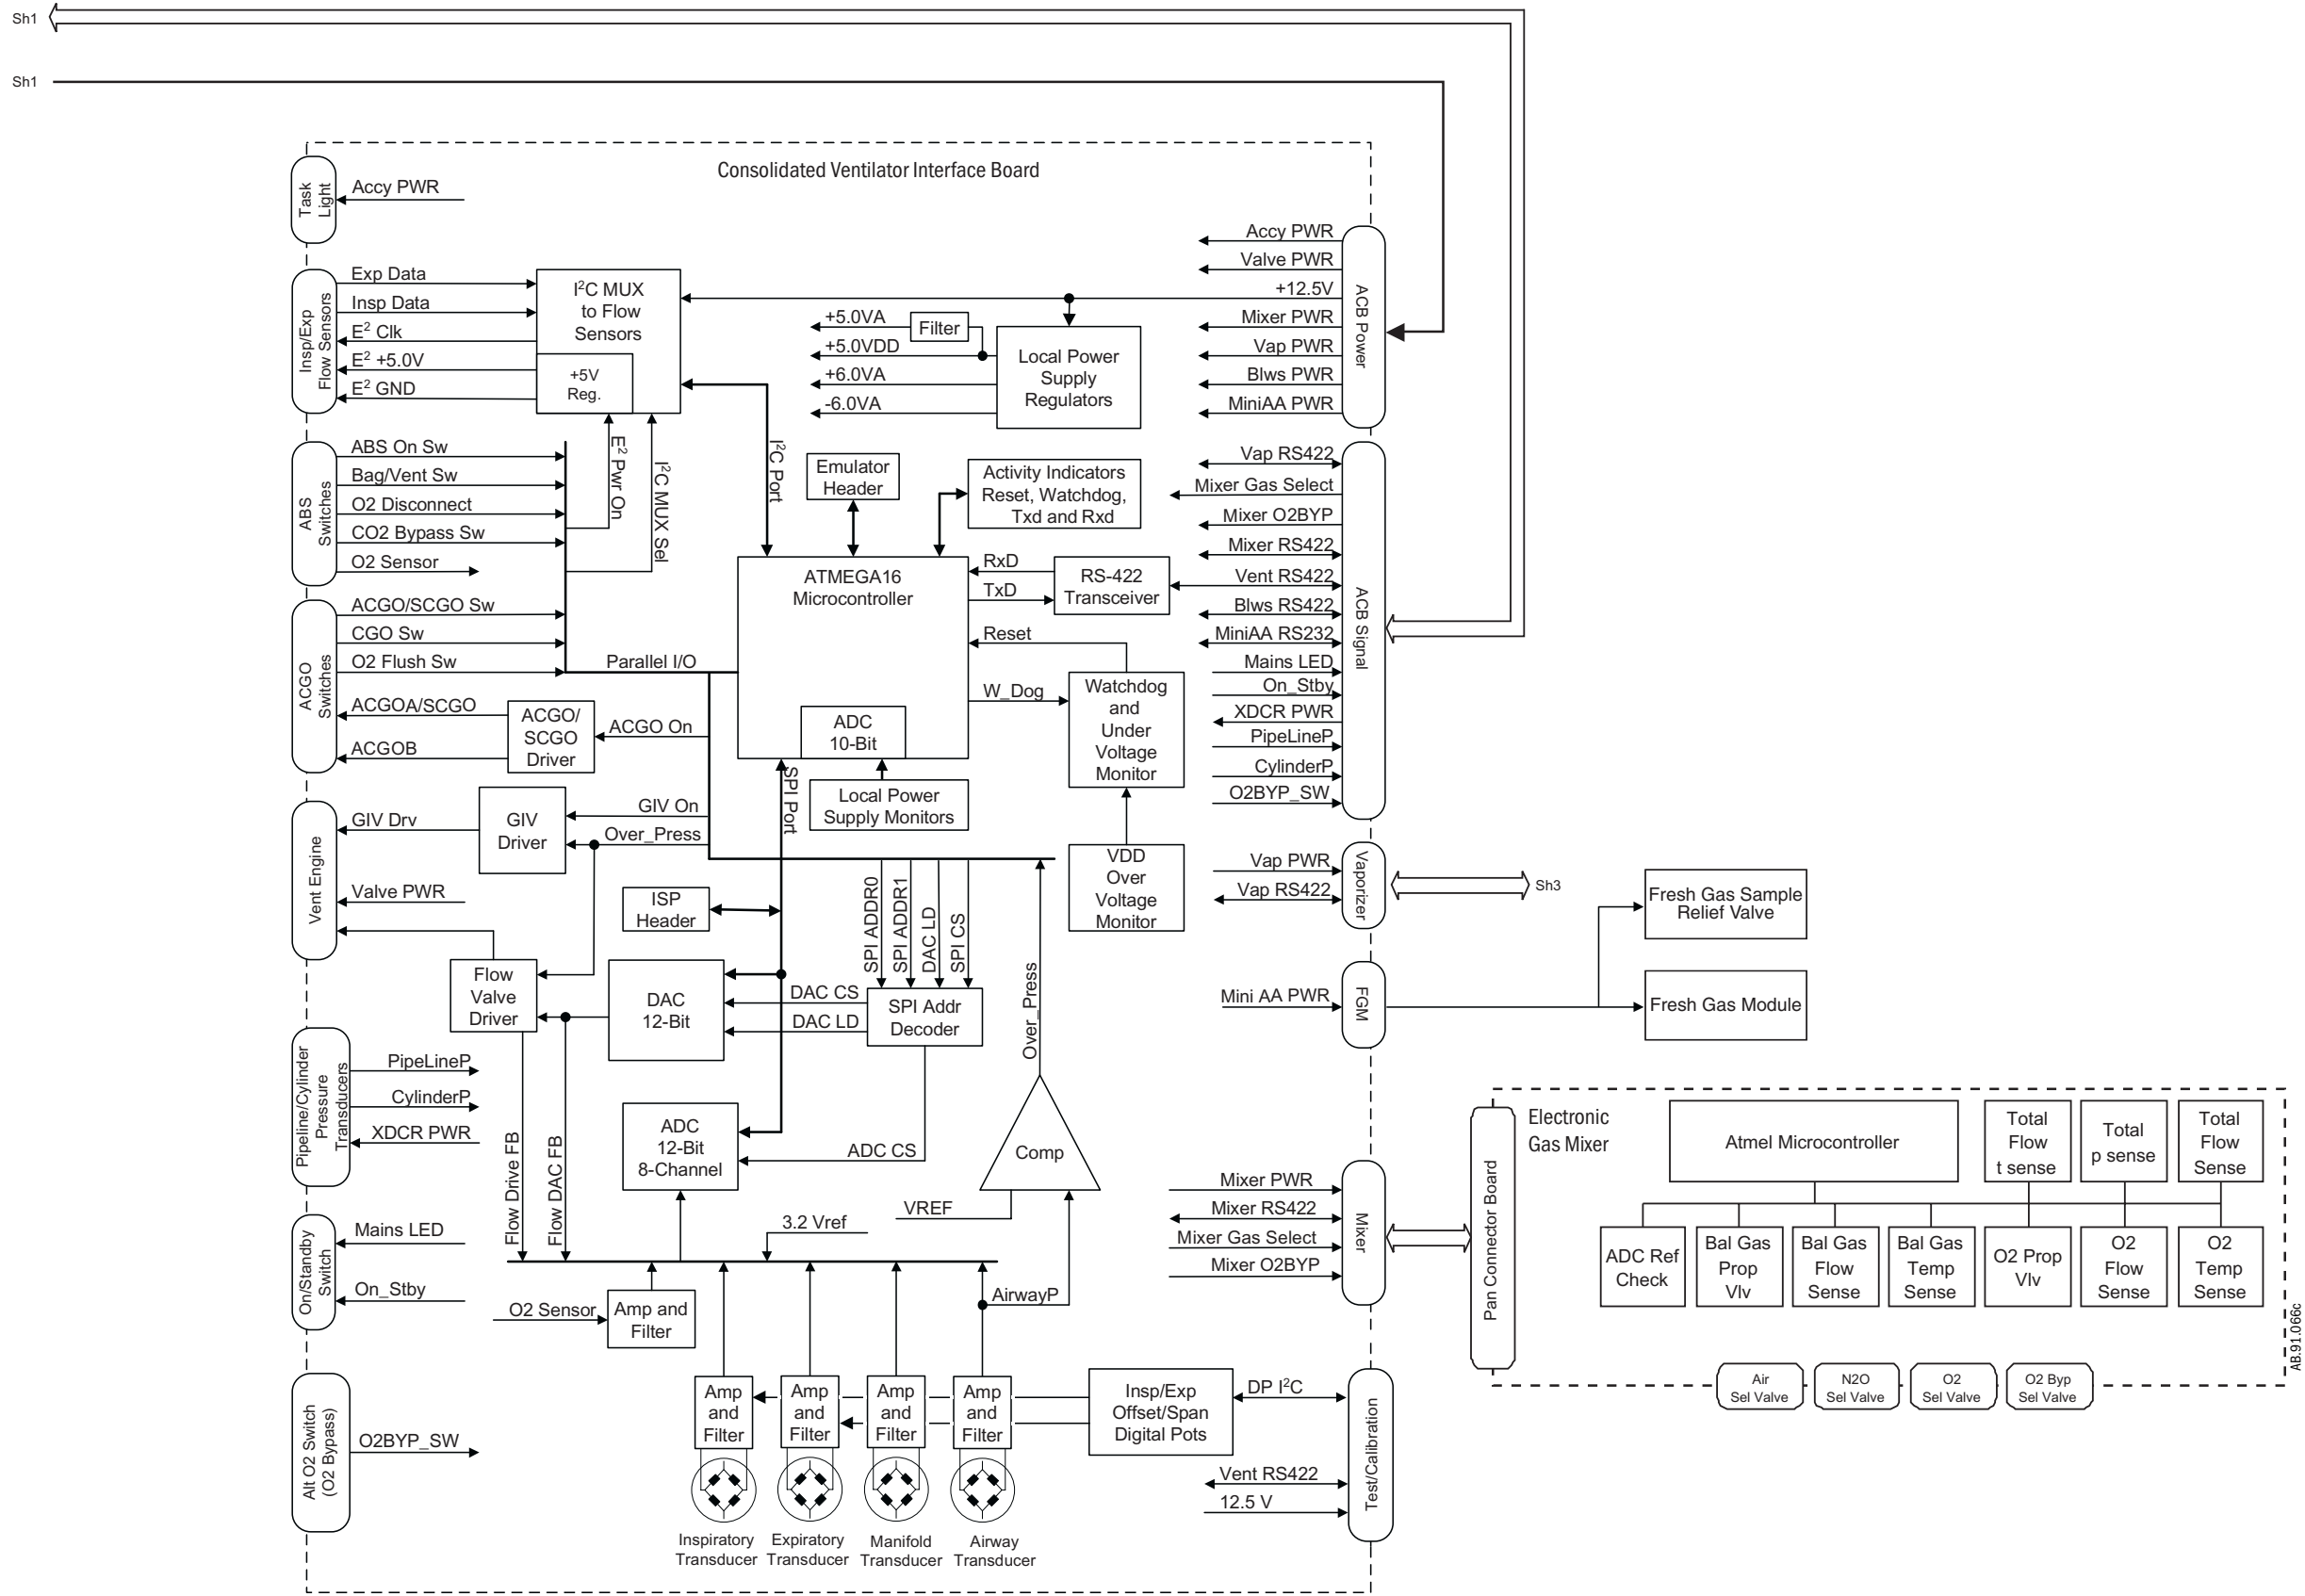 Sh1
Sh1
Consolidated Ventilator Interface Board
Task
Light
Accy PWR
Insp/Exp
Flow Sensors
Exp Data
Insp Data
E² Clk
E² +5.0V
E² GND
I²C MUX
to Flow
Sensors
+5V
Reg.
E² Pwr On
I²C MUX Sel
I²C Port
+5.0VA
Filter
+5.0VDD
+6.0VA
-6.0VA
Local Power
Supply
Regulators
Accy PWR
Valve PWR
+12.5V
Mixer PWR
Vap PWR
Blws PWR
MiniAA PWR
ACB Power
ABS
Switches
ABS On Sw
Bag/Vent Sw
O2 Disconnect
CO2 Bypass Sw
O2 Sensor
Emulator
Header
Activity Indicators
Reset, Watchdog,
Txd and Rxd
ATMEGA16
Microcontroller
RxD
TxD
RS-422
Transceiver
Reset
W_Dog
Watchdog
and
Under
Voltage
Monitor
VDD
Over
Voltage
Monitor
ADC
10-Bit
Local Power
Supply Monitors
SPI Port
Vap RS422
Mixer Gas Select
Mixer O2BYP
Mixer RS422
Vent RS422
Blws RS422
MiniAA RS232
Mains LED
On_Stby
XDCR PWR
PipeLineP
CylinderP
O2BYP_SW
ACB Signal
ACGO
Switches
ACGO/SCGO Sw
CGO Sw
O2 Flush Sw
Parallel I/O
ACGOA/SCGO
ACGOB
ACGO/
SCGO
Driver
ACGO On
Vent Engine
GIV Drv
Valve PWR
GIV
Driver
GIV On
Over_Press
ISP
Header
SPI ADDR0
SPI ADDR1
DAC LD
SPI CS
Over_Press
Flow
Valve
Driver
DAC
12-Bit
DAC CS
DAC LD
SPI Addr
Decoder
Vap PWR
Vap RS422
Vaporizer
Sh3
Fresh Gas Sample
Relief Valve
Mini AA PWR
FGM
Fresh Gas Module
Pipeline/Cylinder
Pressure
Transducers
PipeLineP
CylinderP
XDCR PWR
Flow Drive FB
Flow DAC FB
ADC
12-Bit
8-Channel
ADC CS
Comp
VREF
3.2 Vref
AirwayP
On/Standby
Switch
Mains LED
On_Stby
O2 Sensor
Amp and
Filter
Mixer PWR
Mixer RS422
Mixer Gas Select
Mixer O2BYP
Mixer
Pan Connector Board
Electronic
Gas Mixer
Atmel Microcontroller
Total
Flow
t sense
Total
p sense
Total
Flow
Sense
ADC Ref
Check
Bal Gas
Prop
Vlv
Bal Gas
Flow
Sense
Bal Gas
Temp
Sense
O2 Prop
Vlv
O2
Flow
Sense
O2
Temp
Sense
Air
Sel Valve
N2O
Sel Valve
O2
Sel Valve
O2 Byp
Sel Valve
AB.91.066c
Alt O2 Switch
(O2 Bypass)
O2BYP_SW
Amp
and
Filter
Amp
and
Filter
Amp
and
Filter
Amp
and
Filter
Insp/Exp
Offset/Span
Digital Pots
DP I²C
Vent RS422
12.5 V
Test/Calibration
Inspiratory
Transducer
Expiratory
Transducer
Manifold
Transducer
Airway
Transducer